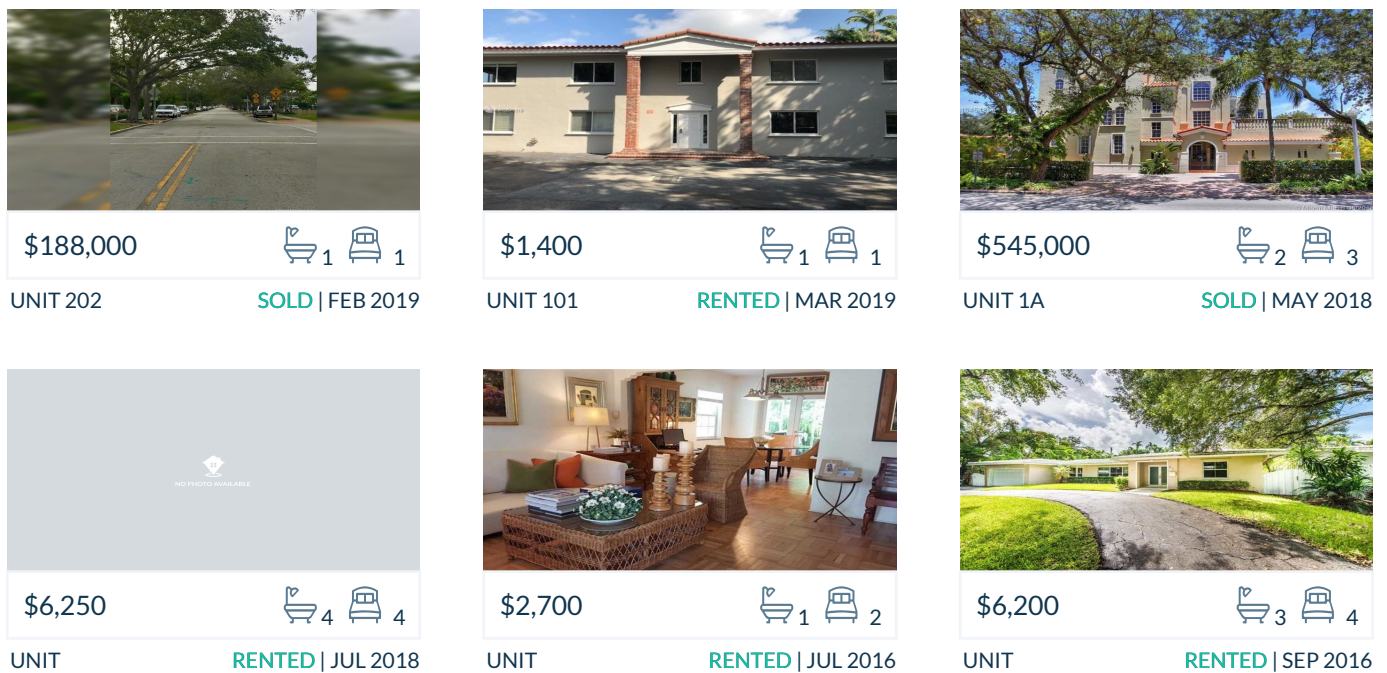 $188,000 1 1
UNIT 202 SOLD | FEB 2019
$1,400 1 1
UNIT 101 RENTED | MAR 2019
$545,000 2 3
UNIT 1A SOLD | MAY 2018
NO PHOTO AVAILABLE
$6,250 4 4
UNIT RENTED | JUL 2018
$2,700 1 2
UNIT RENTED | JUL 2016
$6,200 3 4
UNIT RENTED | SEP 2016